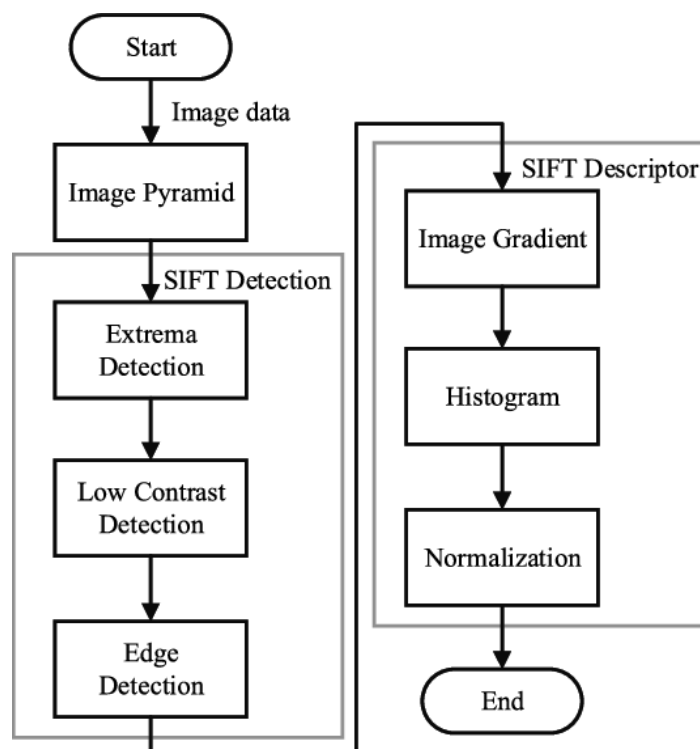 Start
Image data
Image Pyramid
SIFT Detection
Extrema
Detection
Low Contrast
Detection
Edge
Detection
SIFT Descriptor
Image Gradient
Histogram
Normalization
End